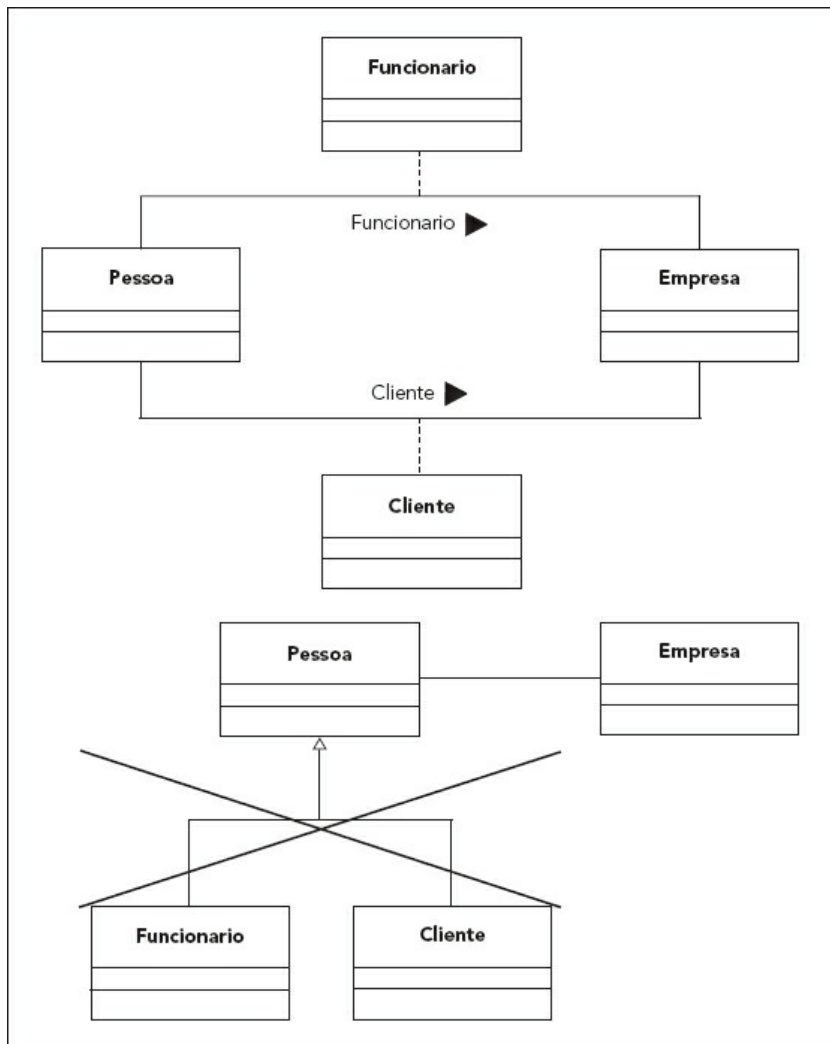 Funcionario
Funcionario
Pessoa
Empresa
Cliente
Cliente
Pessoa
Empresa
Funcionario
Cliente